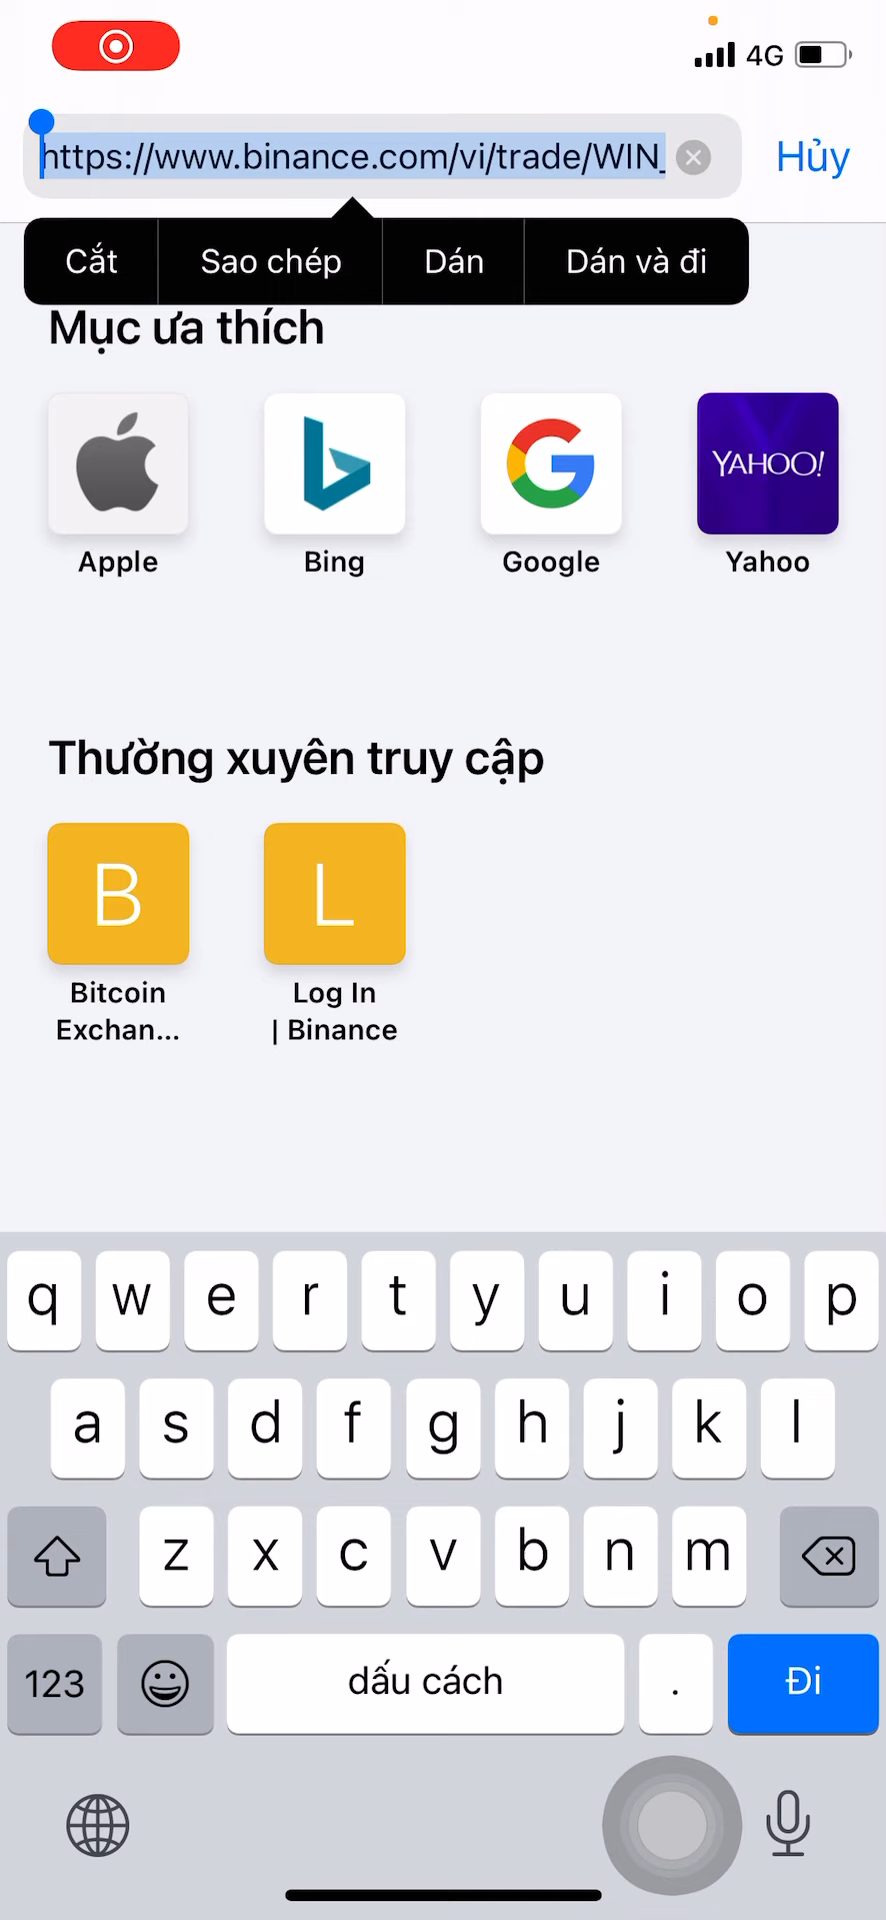 4G
https://www.binance.com/vi/trade/WIN_
Hủy
Cắt Sao chép Dán Dán và đi
Mục ưa thích
YAHOO!
Apple Bing Google Yahoo
Thường xuyên truy cập
B L
Bitcoin Exchan...
Log In | Binance
q w e r t y u i o p
a s d f g h j k l
z x c v b n m
123 dấu cách . Đi